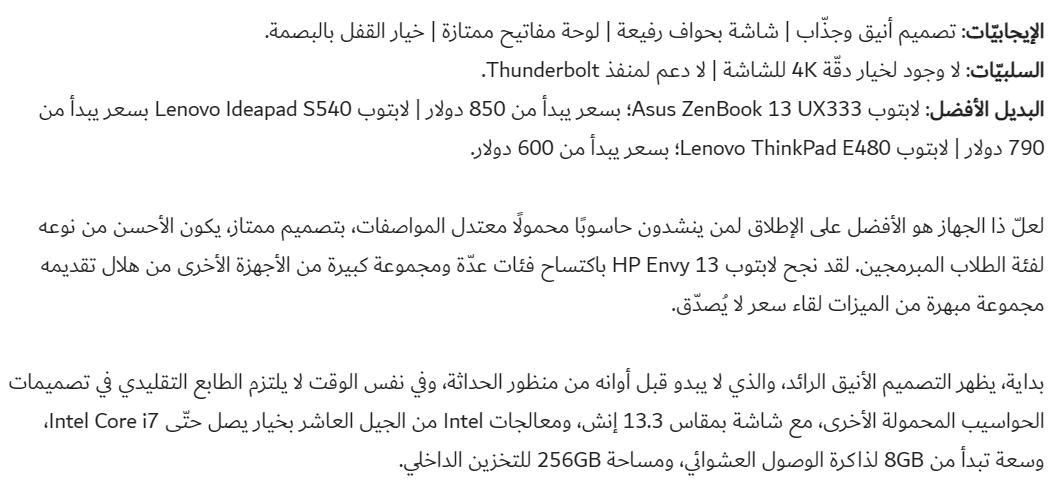 الإيجابيّات: تصميم أنيق وجذّاب | شاشة بحواف رفيعة | لوحة مفاتيح ممتازة | خيار القفل بالبصمة.
السلبيّات: لا وجود لخيار دقّة 4K للشاشة | لا دعم لمنفذ Thunderbolt.
البديل الأفضل: لابتوب Asus ZenBook 13 UX333؛ بسعر يبدأ من 850 دولار | لابتوب Lenovo Ideapad S540 بسعر يبدأ من
790 دولار | لابتوب Lenovo ThinkPad E480؛ بسعر يبدأ من 600 دولار.
لعلّ ذا الجهاز هو الأفضل على الإطلاق لمن ينشدون حاسوبًا محمولًا معتدل المواصفات، بتصميم ممتاز، يكون الأحسن من نوعه
لفئة الطلاب المبرمجين. لقد نجح لابتوب HP Envy 13 باكتساح فئات عدّة ومجموعة كبيرة من الأجهزة الأخرى من هلال تقديمه
مجموعة مبهرة من الميزات لقاء سعر لا يُصدّق.
بداية، يظهر التصميم الأنيق الرائد، والذي لا يبدو قبل أوانه من منظور الحداثة، وفي نفس الوقت لا يلتزم الطابع التقليدي في تصميمات
الحواسيب المحمولة الأخرى، مع شاشة بمقاس 13.3 إنش، ومعالجات Intel من الجيل العاشر بخيار يصل حتّى Intel Core i7،
وسعة تبدأ من 8GB لذاكرة الوصول العشوائي، ومساحة 256GB للتخزين الداخلي.